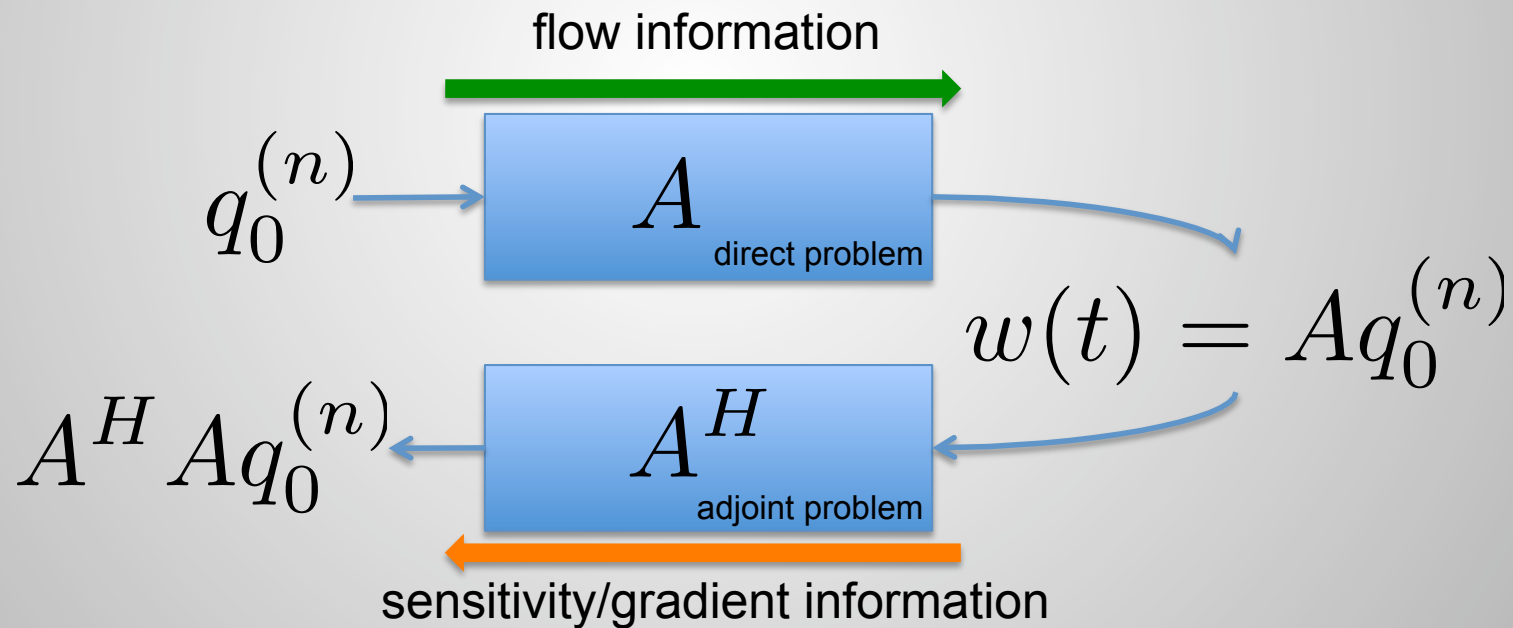 flow information
q_0^{(n)}
A
direct problem
w(t) = Aq_0^{(n)}
A^H Aq_0^{(n)}
A^H
adjoint problem
sensitivity/gradient information